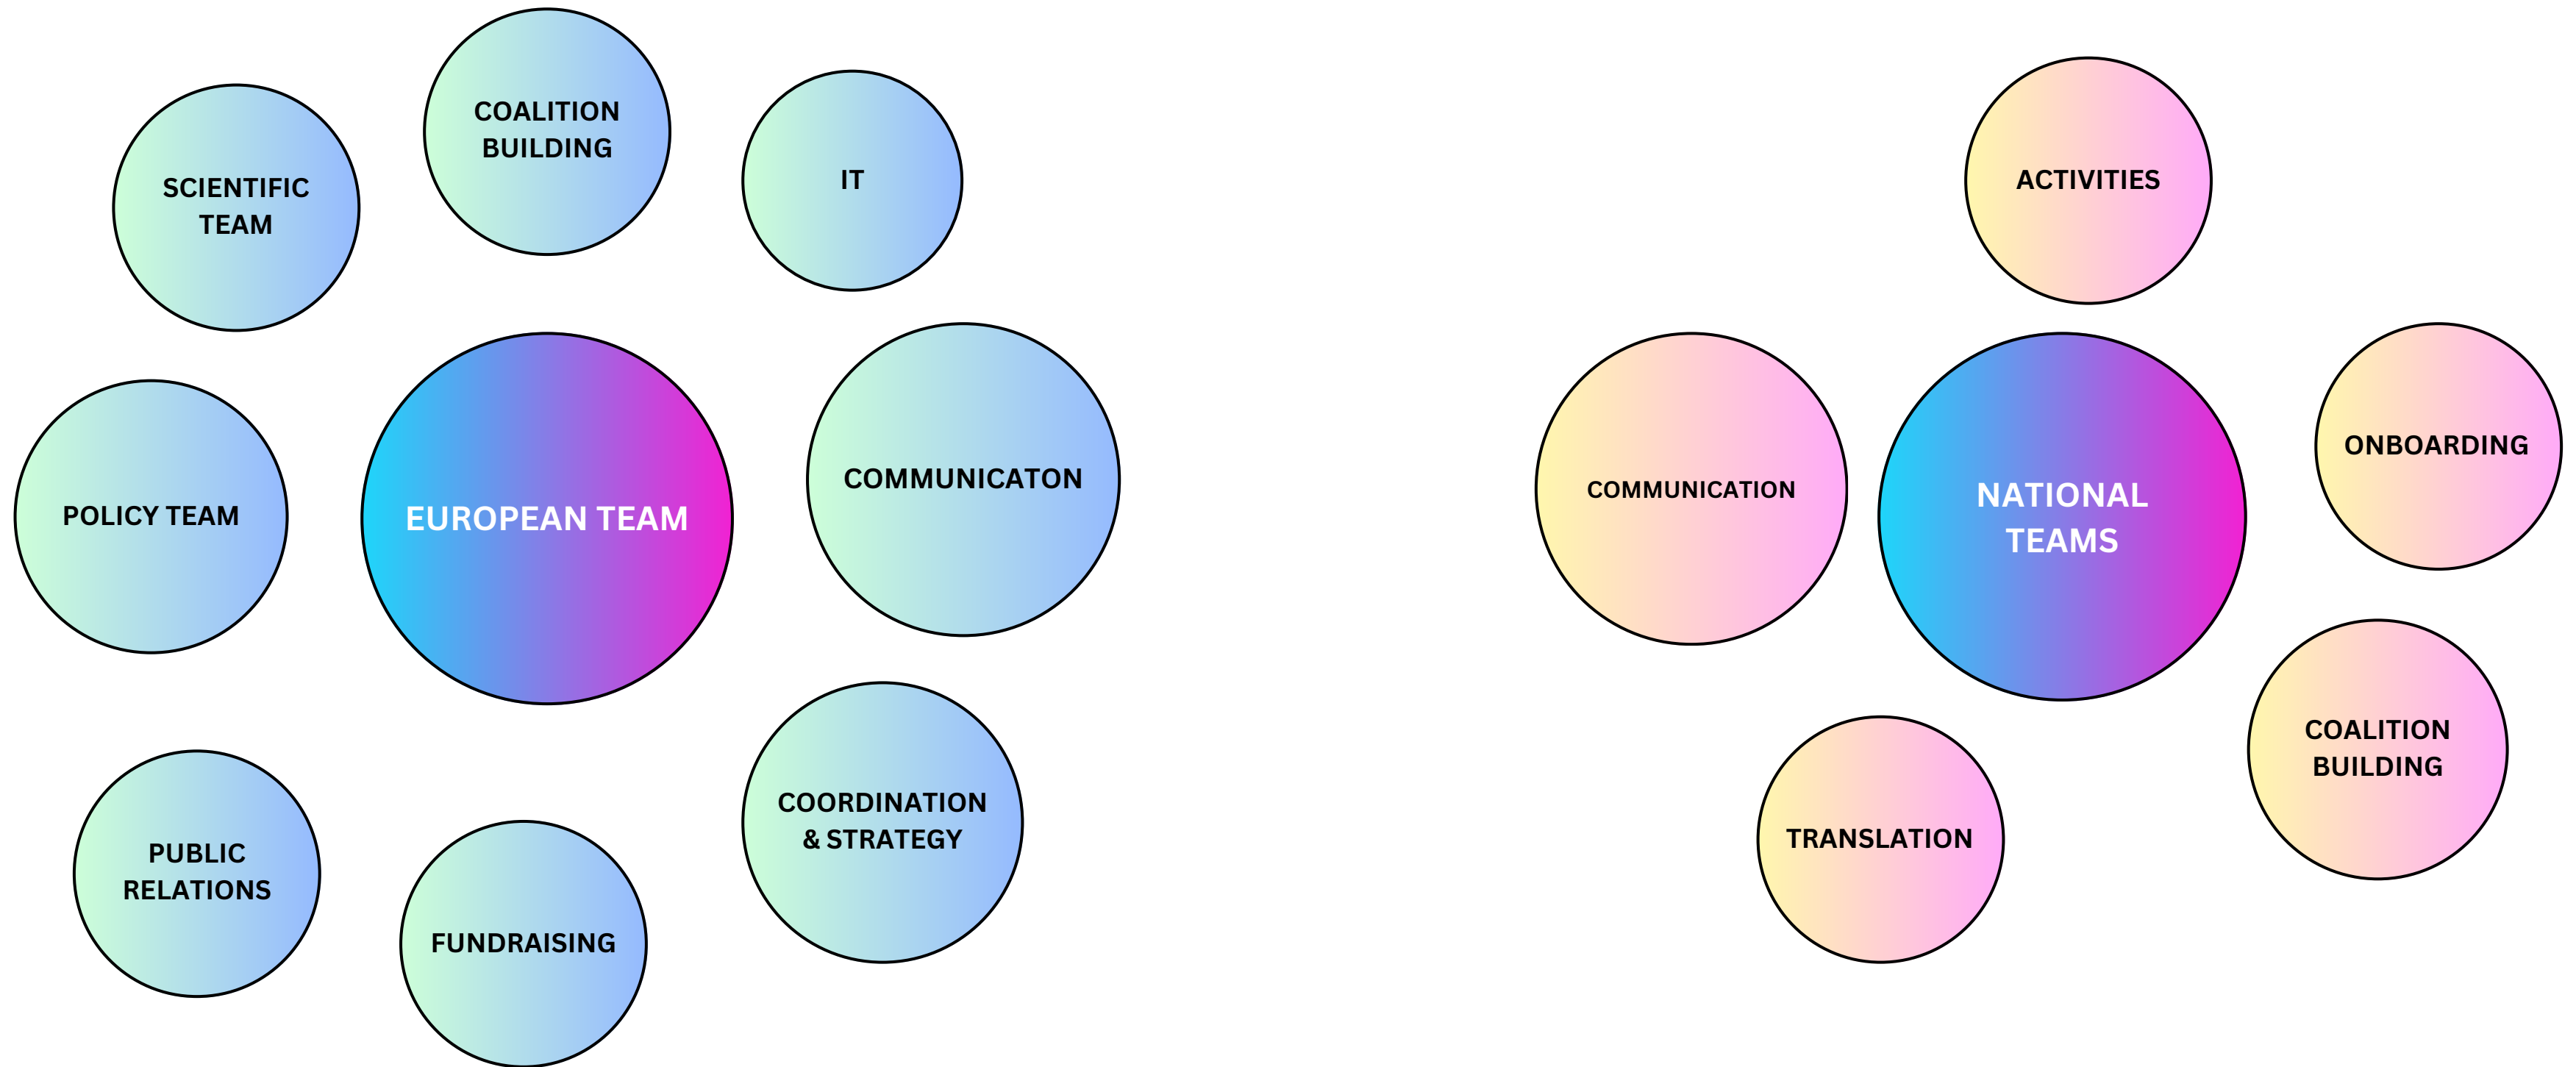 COALITION
BUILDING
SCIENTIFIC
TEAM
IT
POLICY TEAM
EUROPEAN TEAM
COMMUNICATON
COORDINATION
& STRATEGY
PUBLIC
RELATIONS
FUNDRAISING
ACTIVITIES
COMMUNICATION
NATIONAL
TEAMS
ONBOARDING
COALITION
BUILDING
TRANSLATION